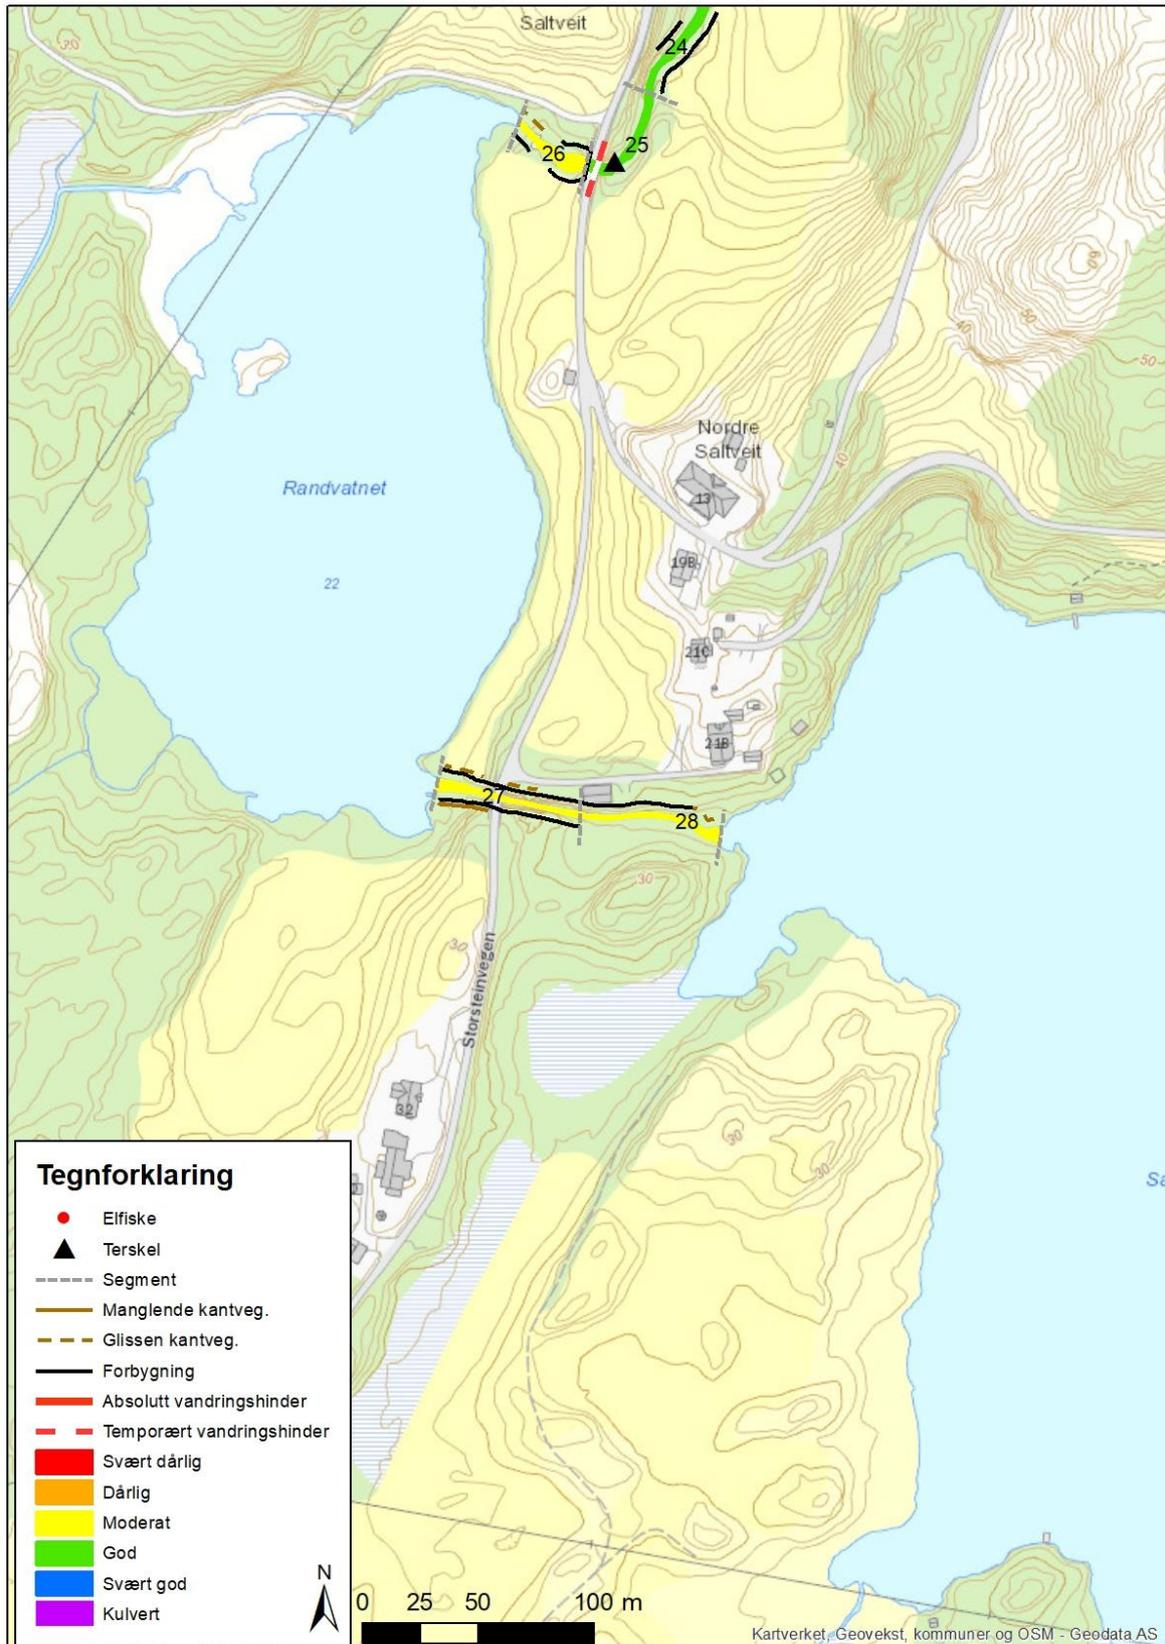 Saltveit
30
24
25
26
60
50
40
50
Nordre
Saltveit
40
13
Randvatnet
19B
22
21C
21B
27
28
30
30
Storsteinvegen
32
30
30
Sa
Tegnforklaring
Elfiske
Terskel
Segment
Manglende kantveg.
Glissen kantveg.
Forbygning
Absolutt vandringshinder
Temporært vandringshinder
Svært dårlig
Dårlig
Moderat
God
Svært god
Kulvert
N
0 25 50 100 m
Kartverket, Geovekst, kommuner og OSM - Geodata AS